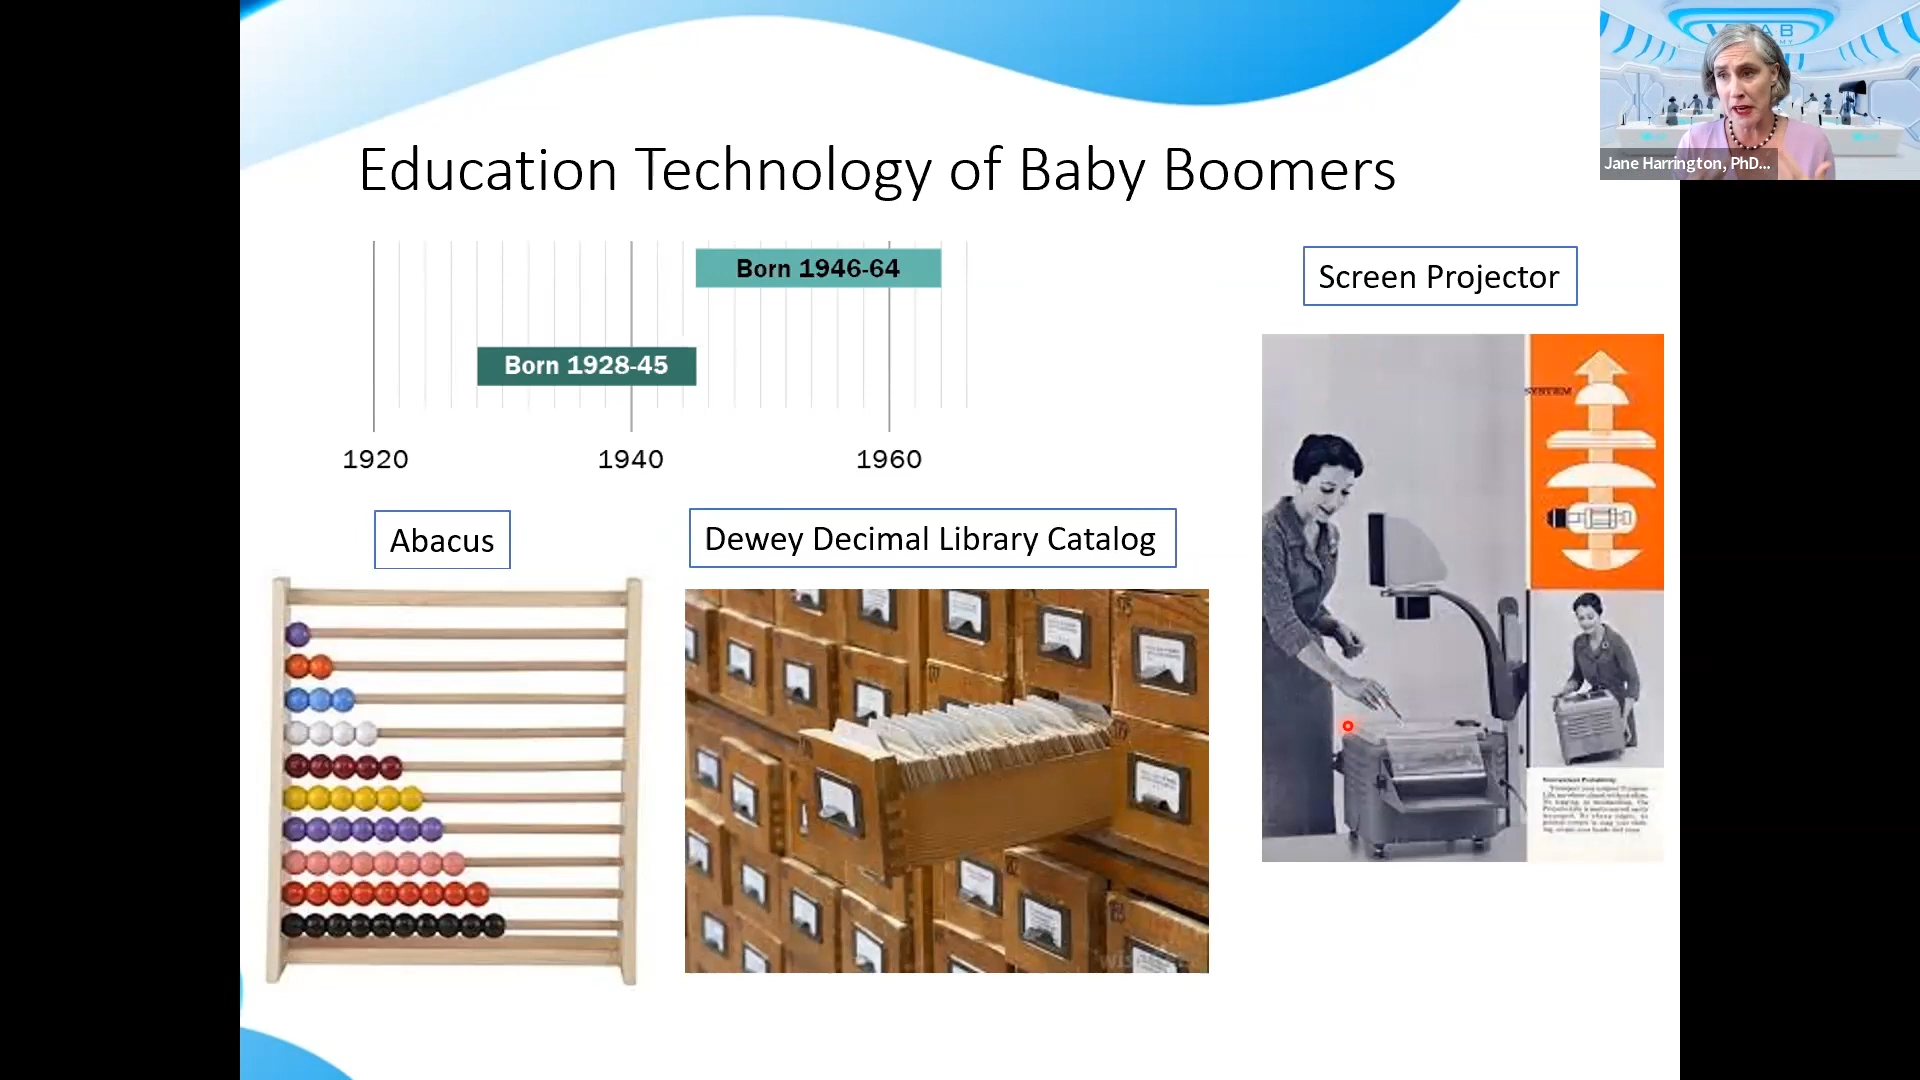 Education Technology of Baby Boomers
Jane Harrington, PhD...
Born 1946-64
Born 1928-45
1920 1940 1960
Screen Projector
SYSTEM
Abacus
Dewey Decimal Library Catalog